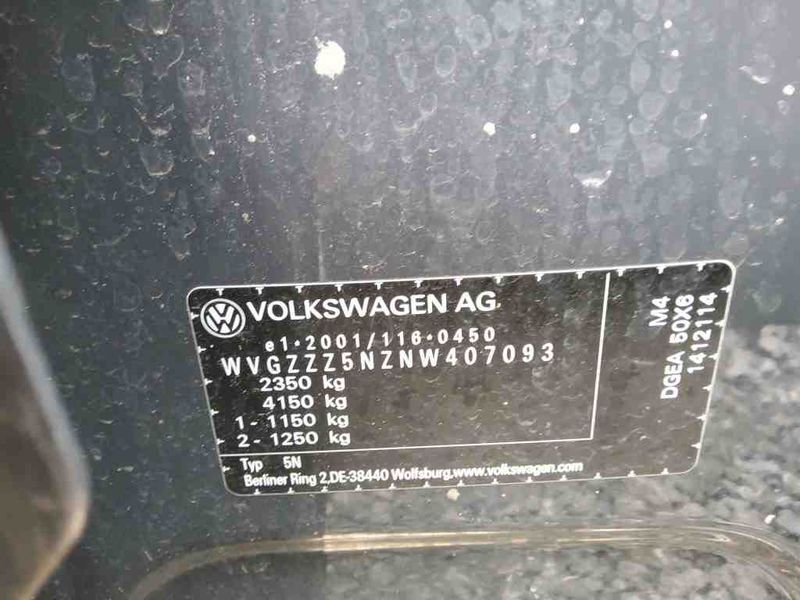 VOLKSWAGEN AG
e1*2001/116*0450
WVGZZZ5NZNW407093
2350 kg
4150 kg
1 - 1150 kg
2 - 1250 kg
Typ 5N
Berliner Ring 2,DE-38440 Wolfsburg,www.volkswagen.com
M4
DGEA 50X6
1412114